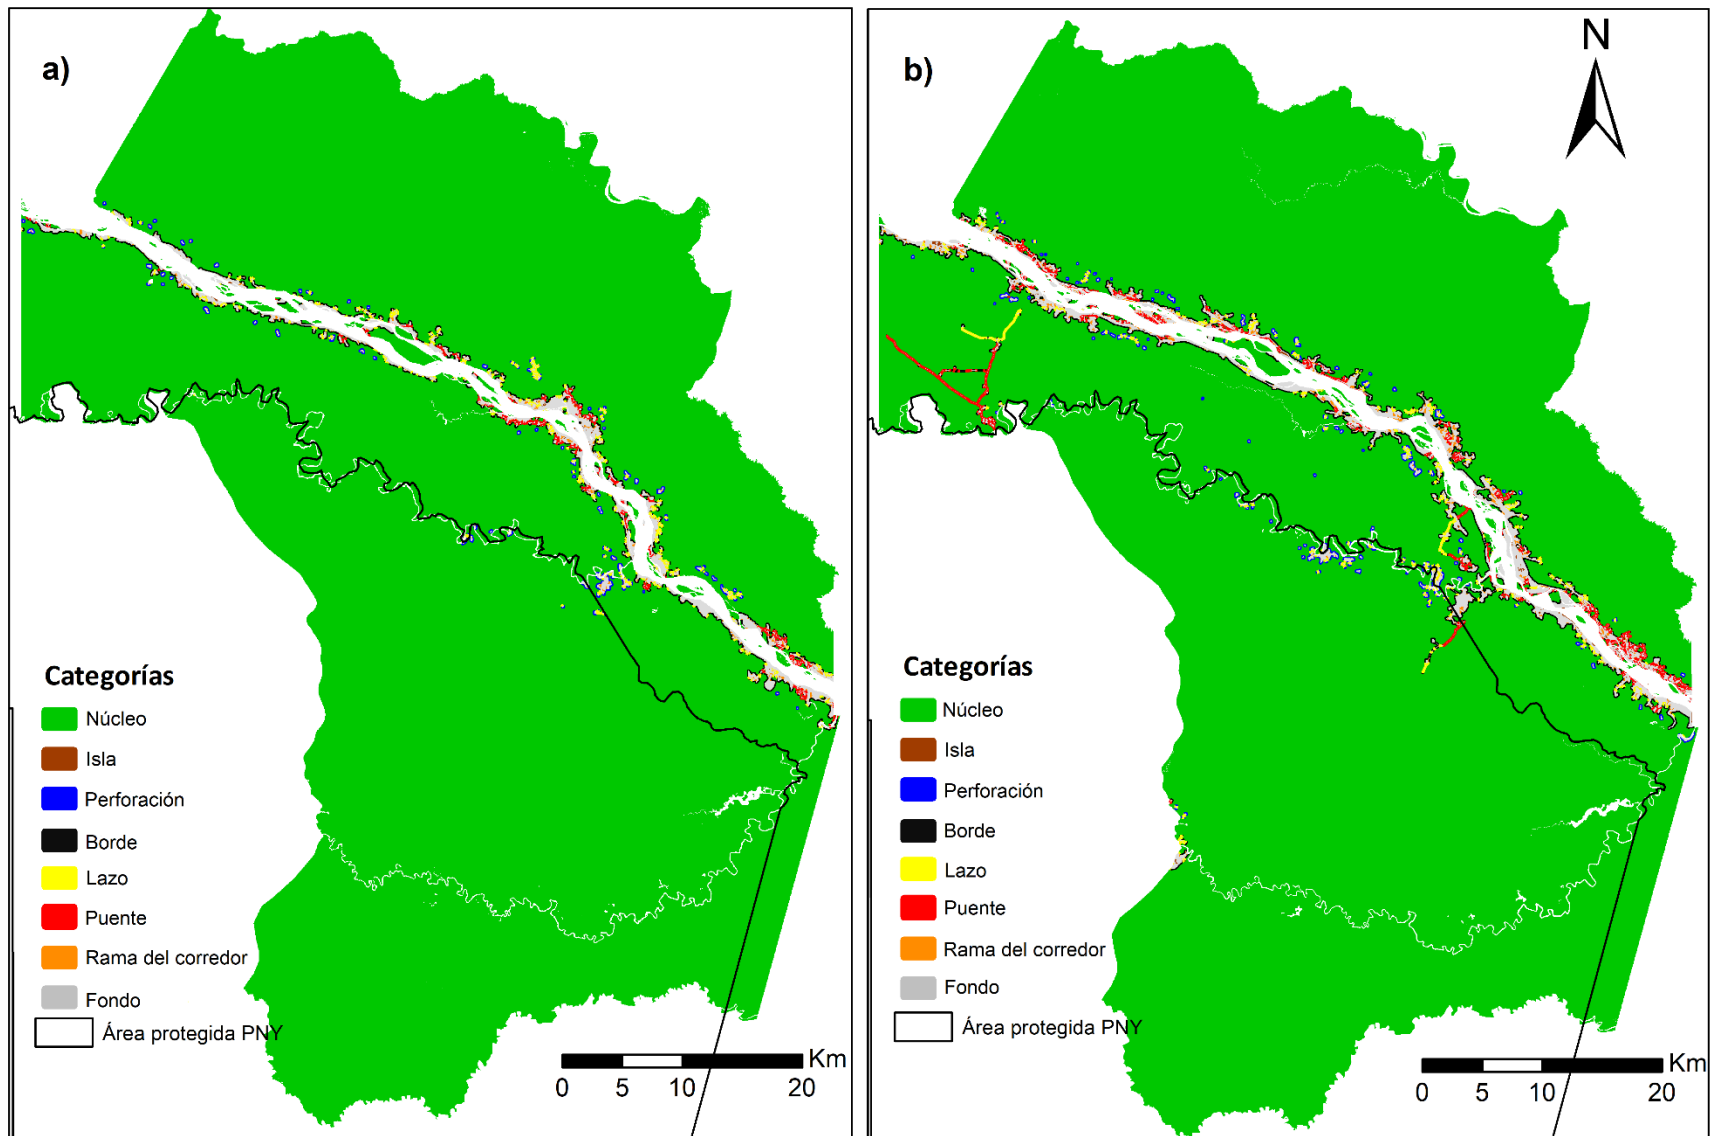 a)
Categorías
Núcleo
Isla
Perforación
Borde
Lazo
Puente
Rama del corredor
Fondo
Área protegida PNY
Km
0 5 10 20
b)
N
Categorías
Núcleo
Isla
Perforación
Borde
Lazo
Puente
Rama del corredor
Fondo
Área protegida PNY
Km
0 5 10 20